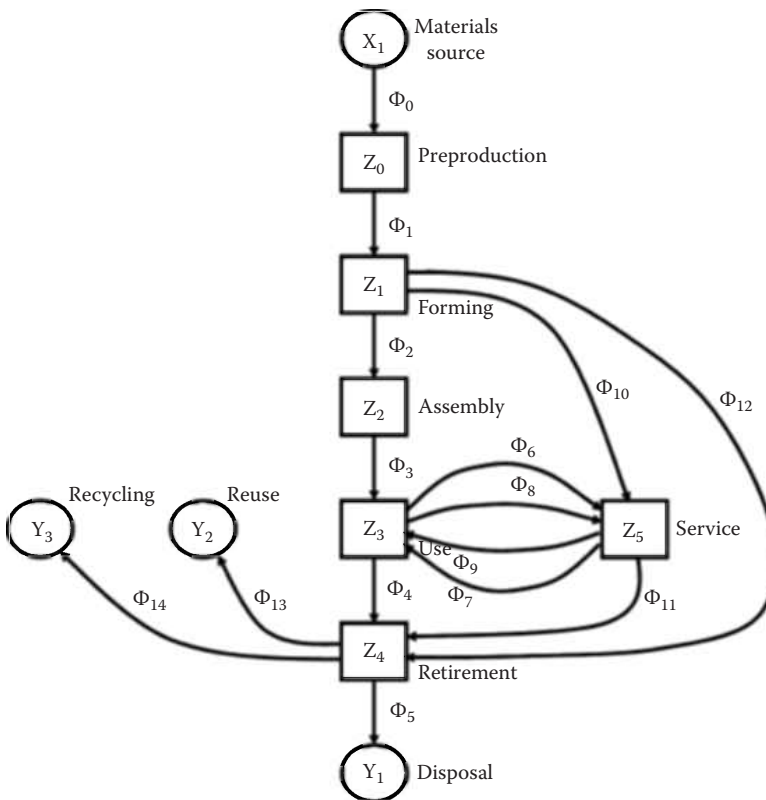 X1
Materials
source
Φ0
Z0
Preproduction
Φ1
Z1
Forming
Φ2
Φ10
Φ12
Z2
Assembly
Φ3
Φ6
Φ8
Recycling
Reuse
Y3
Y2
Z3
Use
Z5
Service
Φ9
Φ7
Φ4
Φ11
Φ14
Φ13
Z4
Retirement
Φ5
Y1
Disposal